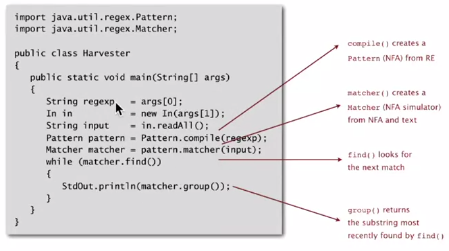 import java.util.regex.Pattern;
import java.util.regex.Matcher;
public class Harvester
{
public static void main(String[] args)
{
String regexp = args[0];
In in = new In(args[1]);
String input = in.readAll();
Pattern pattern = Pattern.compile(regexp);
Matcher matcher = pattern.matcher(input);
while (matcher.find())
{
StdOut.println(matcher.group());
}
}
}
compile() creates a
Pattern (NFA) from RE
matcher() creates a
Matcher (NFA simulator)
from NFA and text
find() looks for
the next match
group() returns
the substring most
recently found by find()